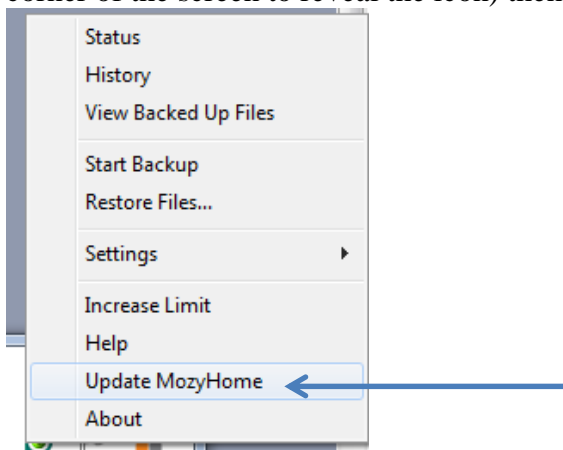 corner of the screen to reveal the icon) then
Status
History
View Backed Up Files
Start Backup
Restore Files...
Settings
Increase Limit
Help
Update MozyHome
About